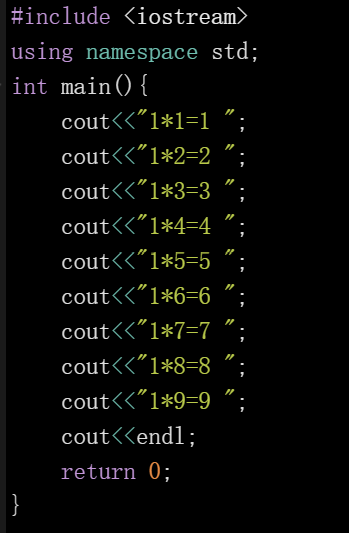 #include <iostream>
using namespace std;
int main(){
    cout<<"1*1=1 ";
    cout<<"1*2=2 ";
    cout<<"1*3=3 ";
    cout<<"1*4=4 ";
    cout<<"1*5=5 ";
    cout<<"1*6=6 ";
    cout<<"1*7=7 ";
    cout<<"1*8=8 ";
    cout<<"1*9=9 ";
    cout<<endl;
    return 0;
}